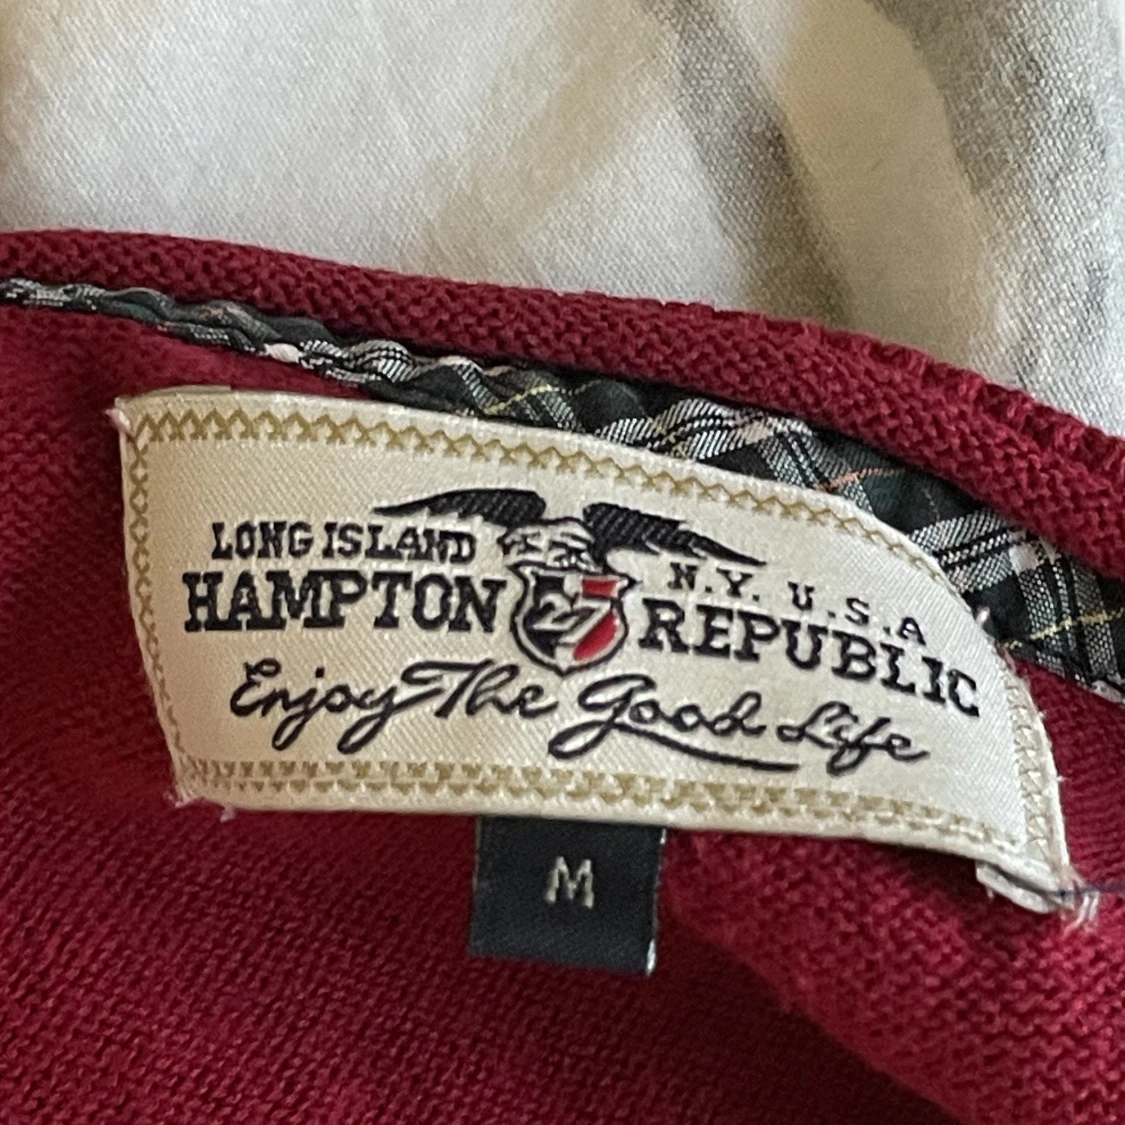 LONG ISLAND N.Y. U.S.A
HAMPTON 27 REPUBLIC
Enjoy The Good Life
M